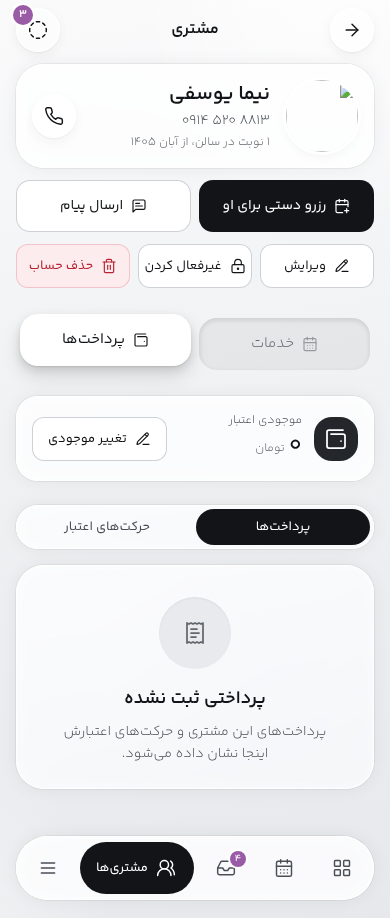 مشتری
۳
نیما یوسفی
۰۹۱۴ ۵۲۰ ۸۸۱۳
۱ نوبت در سالن، از آبان ۱۴۰۵
رزرو دستی برای او
ارسال پیام
ویرایش
غیرفعال کردن
حذف حساب
خدمات
پرداخت‌ها
موجودی اعتبار
۰ تومان
تغییر موجودی
پرداخت‌ها
حرکت‌های اعتبار
پرداختی ثبت نشده
پرداخت‌های این مشتری و حرکت‌های اعتبارش
اینجا نشان داده می‌شود.
۴
مشتری‌ها